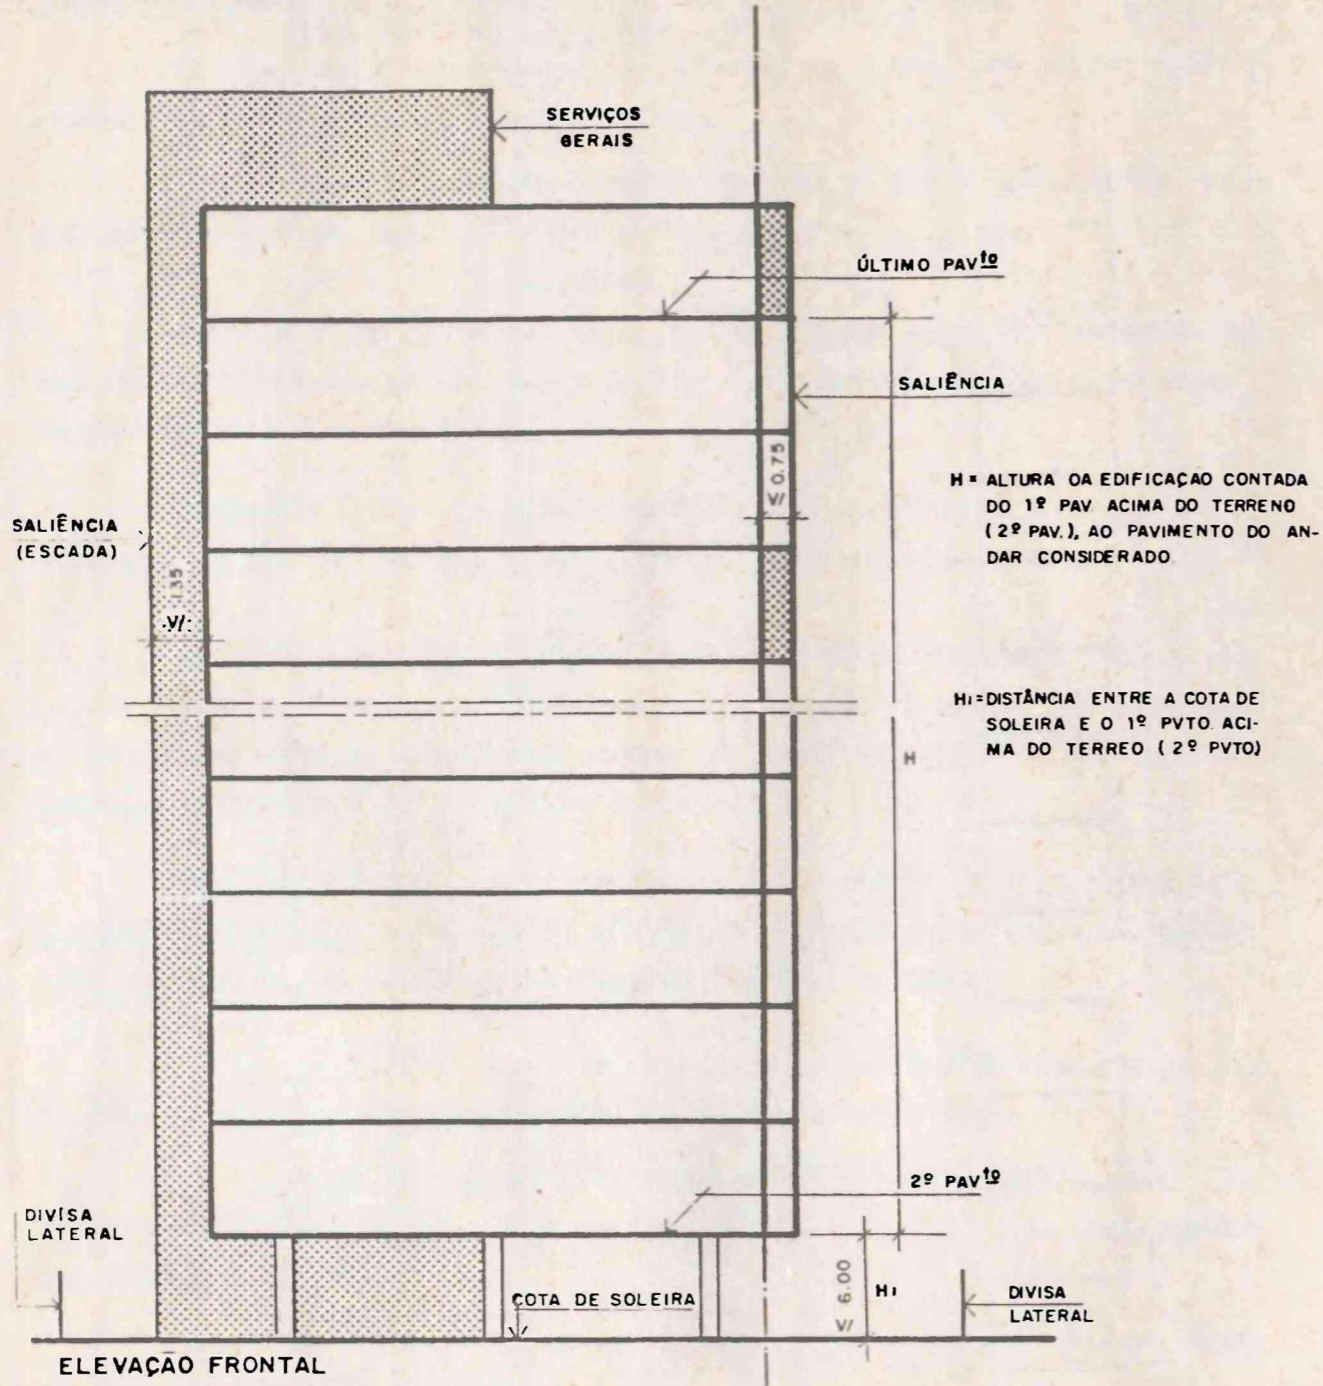 SERVIÇOS
GERAIS
ÚLTIMO PAVto
SALIÊNCIA
≤ 0.75
H = ALTURA OA EDIFICAÇAO CONTADA
DO 1º PAV. ACIMA DO TERRENO
(2º PAV.), AO PAVIMENTO DO AN-
DAR CONSIDERADO
SALIÊNCIA
(ESCADA)
≤ 1.35
H1=DISTÂNCIA ENTRE A COTA DE
SOLEIRA E O 1º PVTO. ACI-
MA DO TERREO (2º PVTO)
H
2º PAVto
DIVISA
LATERAL
COTA DE SOLEIRA
≤ 6.00
H1
DIVISA
LATERAL
ELEVAÇÃO FRONTAL